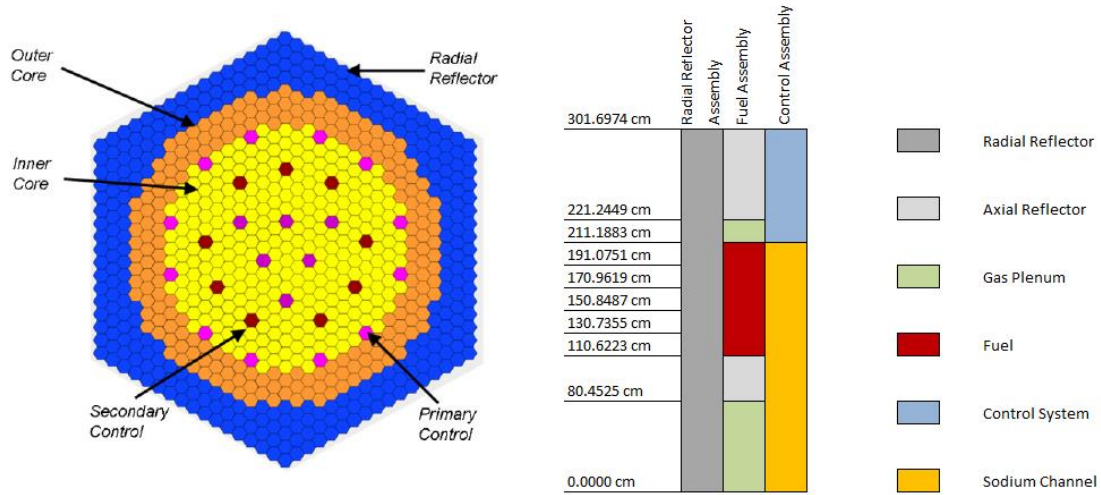 Outer
Core
Radial
Reflector
Inner
Core
Secondary
Control
Primary
Control
Radial Reflector
Assembly
Fuel Assembly
Control Assembly
301.6974 cm
221.2449 cm
211.1883 cm
191.0751 cm
170.9619 cm
150.8487 cm
130.7355 cm
110.6223 cm
80.4525 cm
0.0000 cm
Radial Reflector
Axial Reflector
Gas Plenum
Fuel
Control System
Sodium Channel